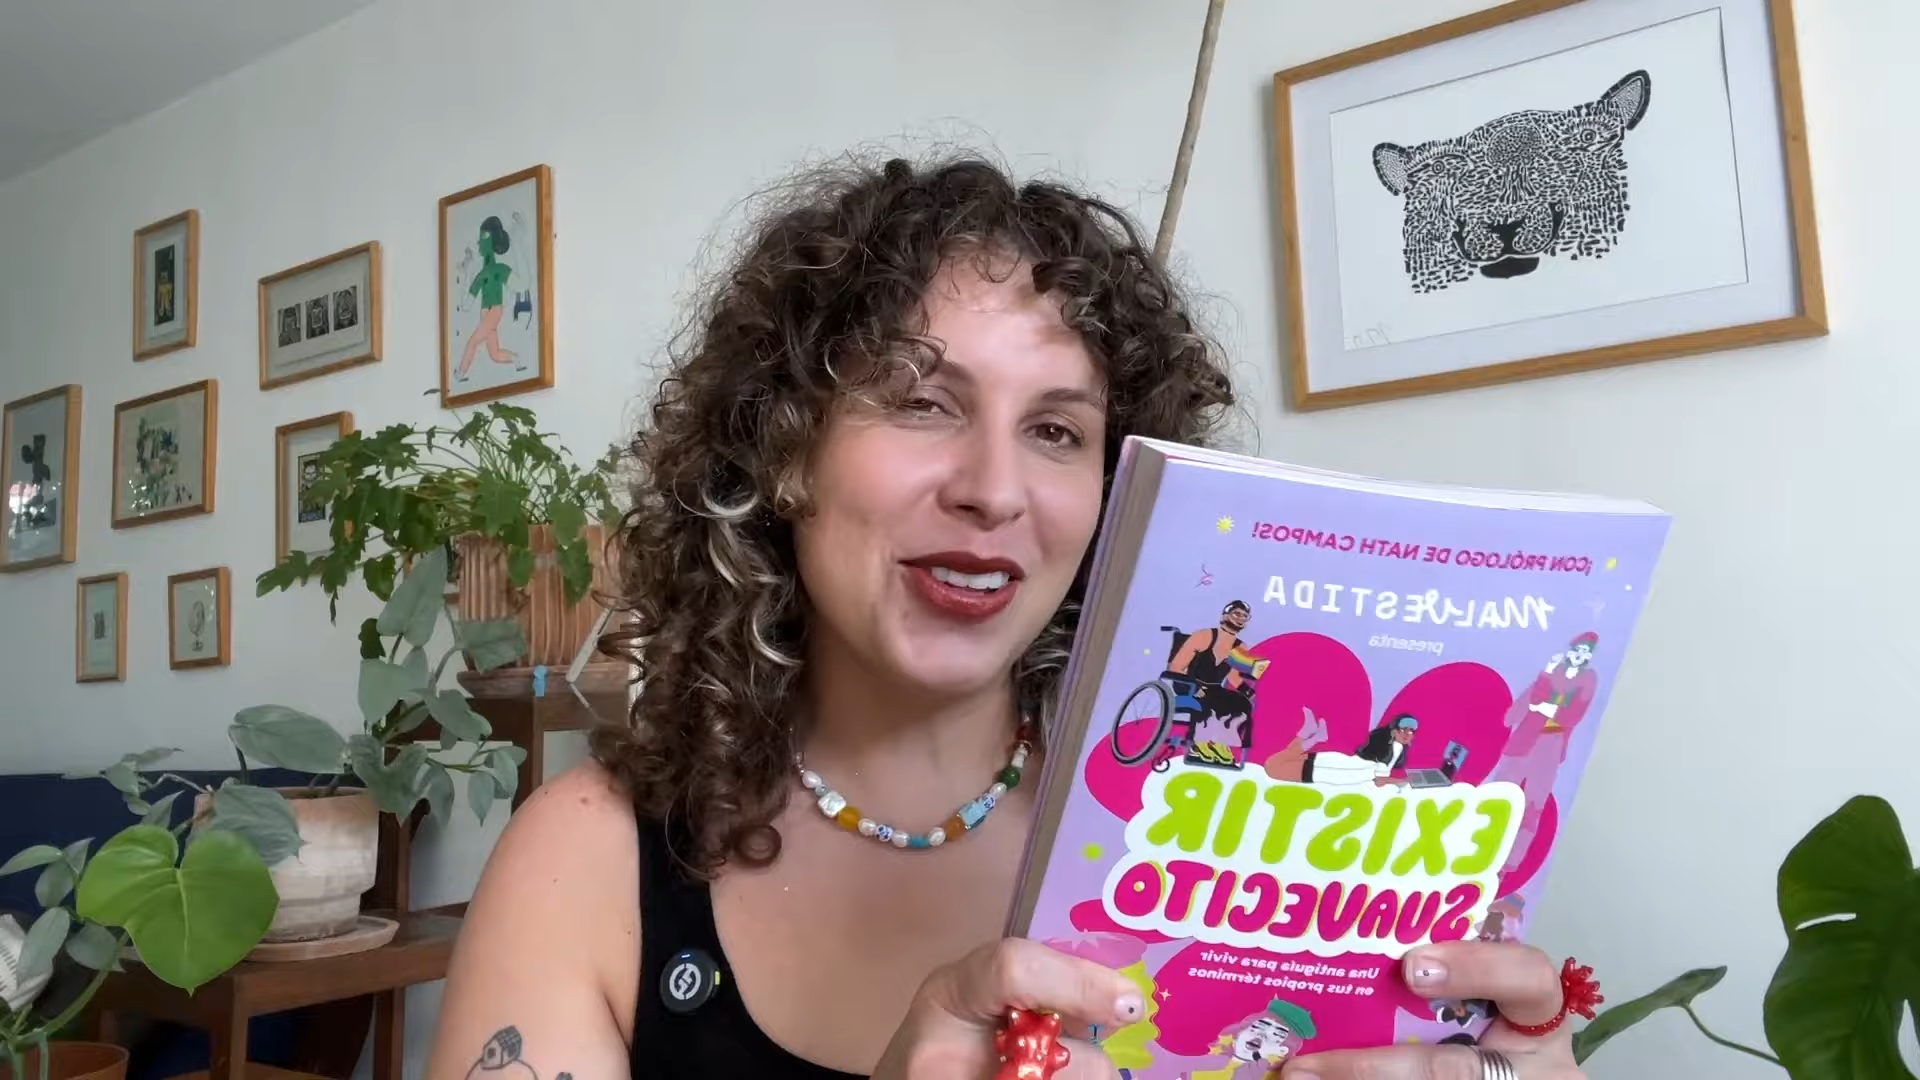 ¡CON PRÓLOGO DE NATH CAMPOS!
MALVESTIDA
presenta
EXISTIR
SUAVECITO
Una antiguía para vivir
en tus propios términos